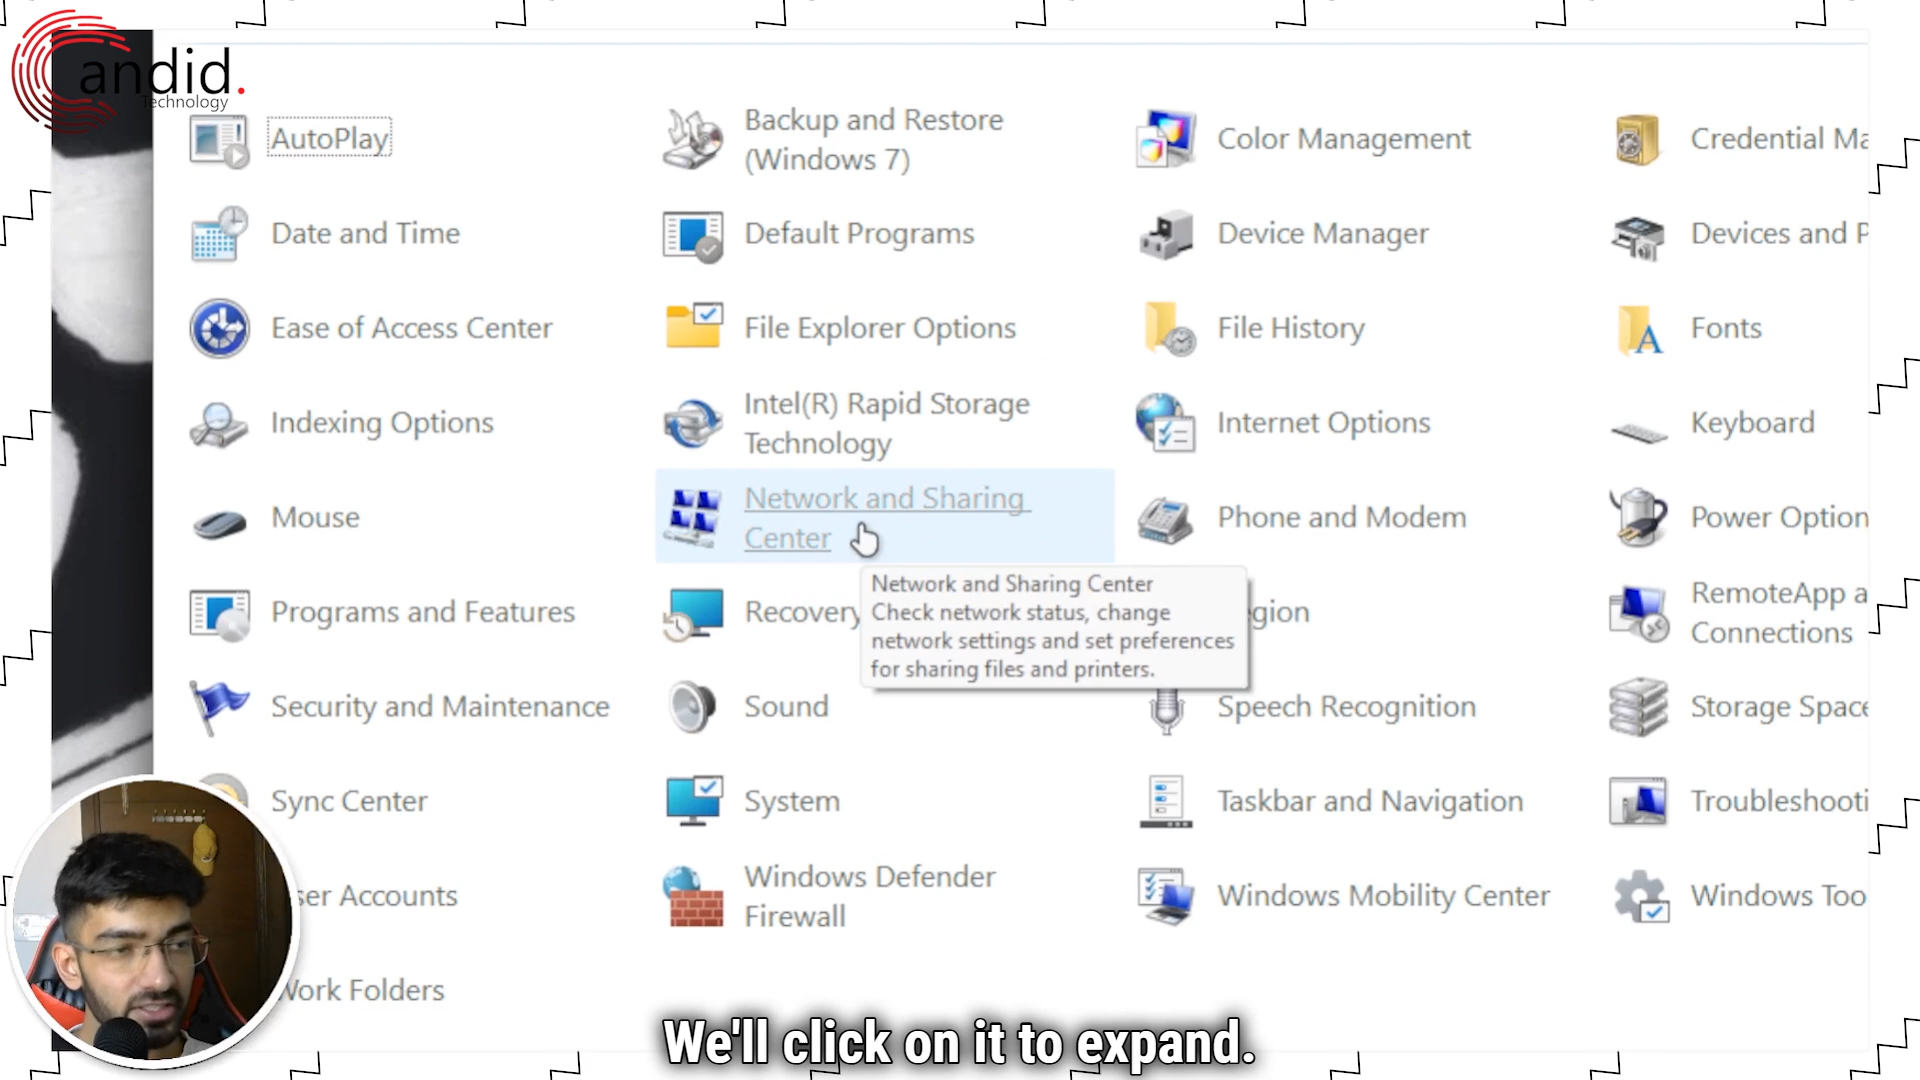 andid.
Technology
AutoPlay
Backup and Restore
(Windows 7)
Color Management
Credential Ma
Date and Time
Default Programs
Device Manager
Devices and P
Ease of Access Center
File Explorer Options
File History
Fonts
Indexing Options
Intel(R) Rapid Storage
Technology
Internet Options
Keyboard
Mouse
Network and Sharing
Center
Phone and Modem
Power Option
Network and Sharing Center
Check network status, change
network settings and set preferences
for sharing files and printers.
Programs and Features
Recovery
egion
RemoteApp a
Connections
Security and Maintenance
Sound
Speech Recognition
Storage Space
Sync Center
System
Taskbar and Navigation
Troubleshooti
ser Accounts
Windows Defender
Firewall
Windows Mobility Center
Windows Too
Work Folders
We'll click on it to expand.